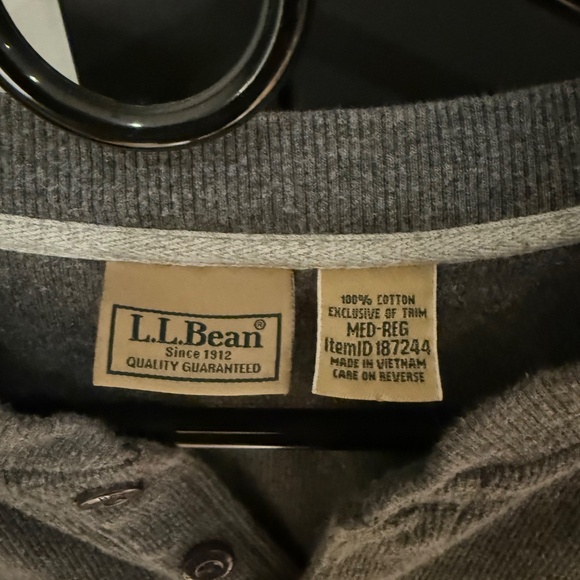 L.L.Bean®
Since 1912
QUALITY GUARANTEED
100% COTTON
EXCLUSIVE OF TRIM
MED-REG
ItemID 187244
MADE IN VIETNAM
CARE ON REVERSE